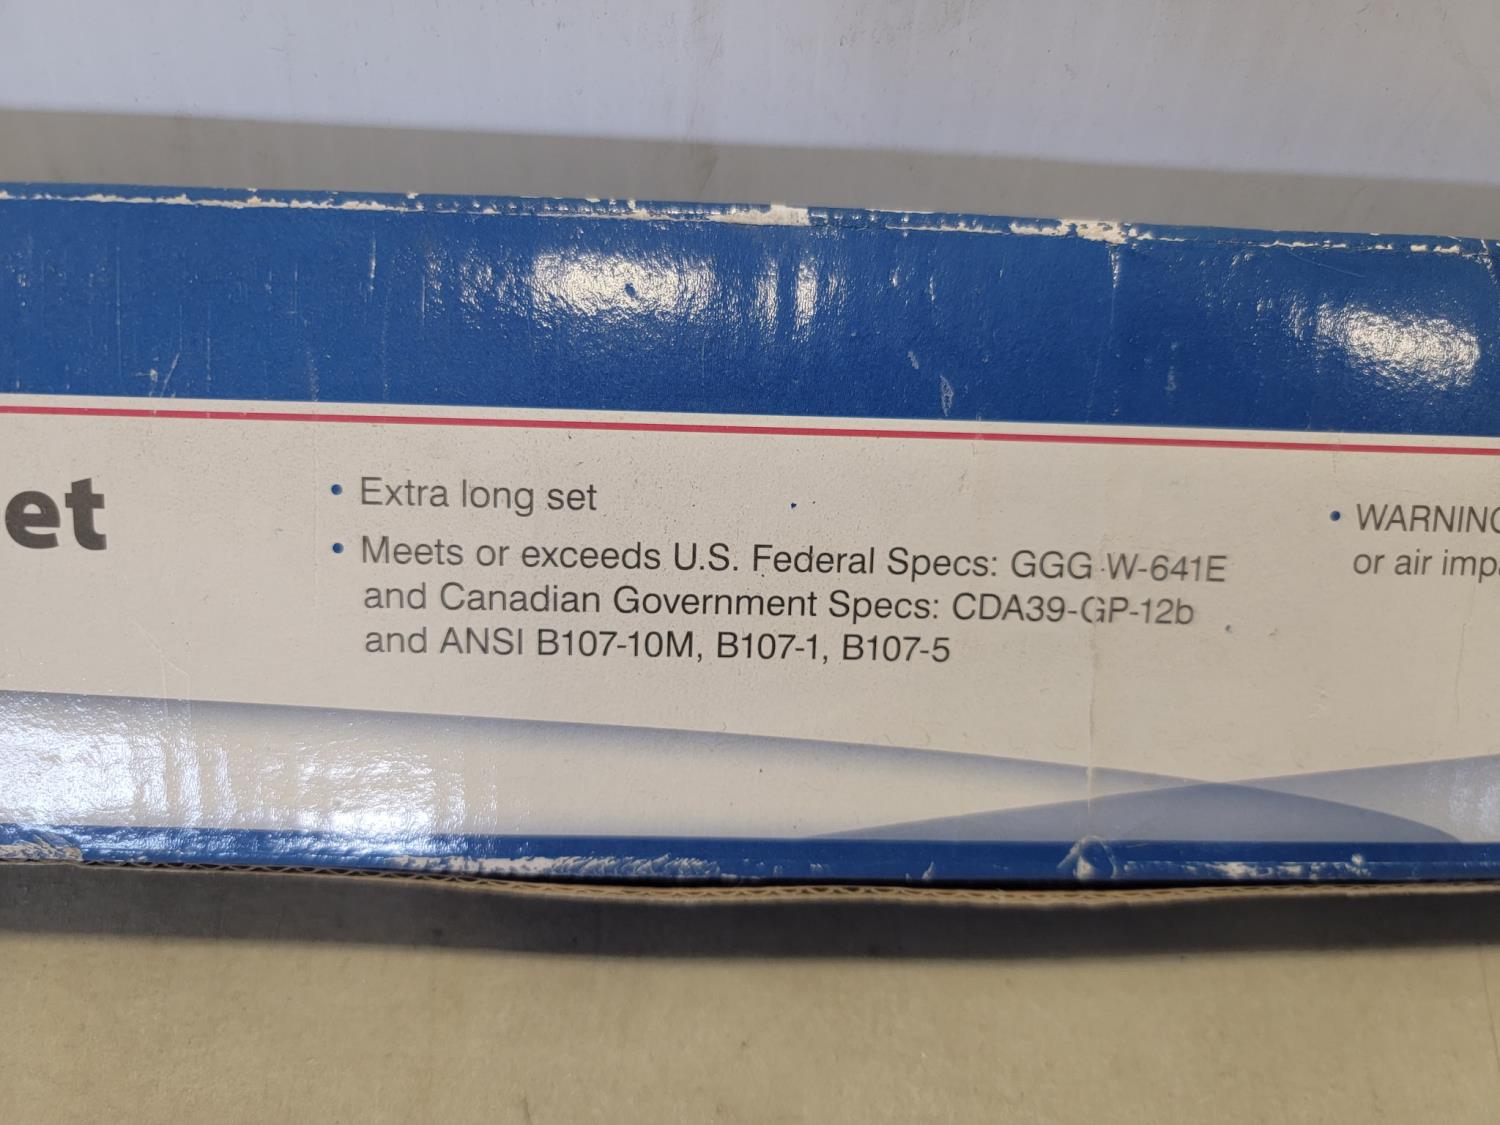 et
• Extra long set
• Meets or exceeds U.S. Federal Specs: GGG-W-641E
and Canadian Government Specs: CDA39-GP-12b
and ANSI B107-10M, B107-1, B107-5
• WARNING
or air imp